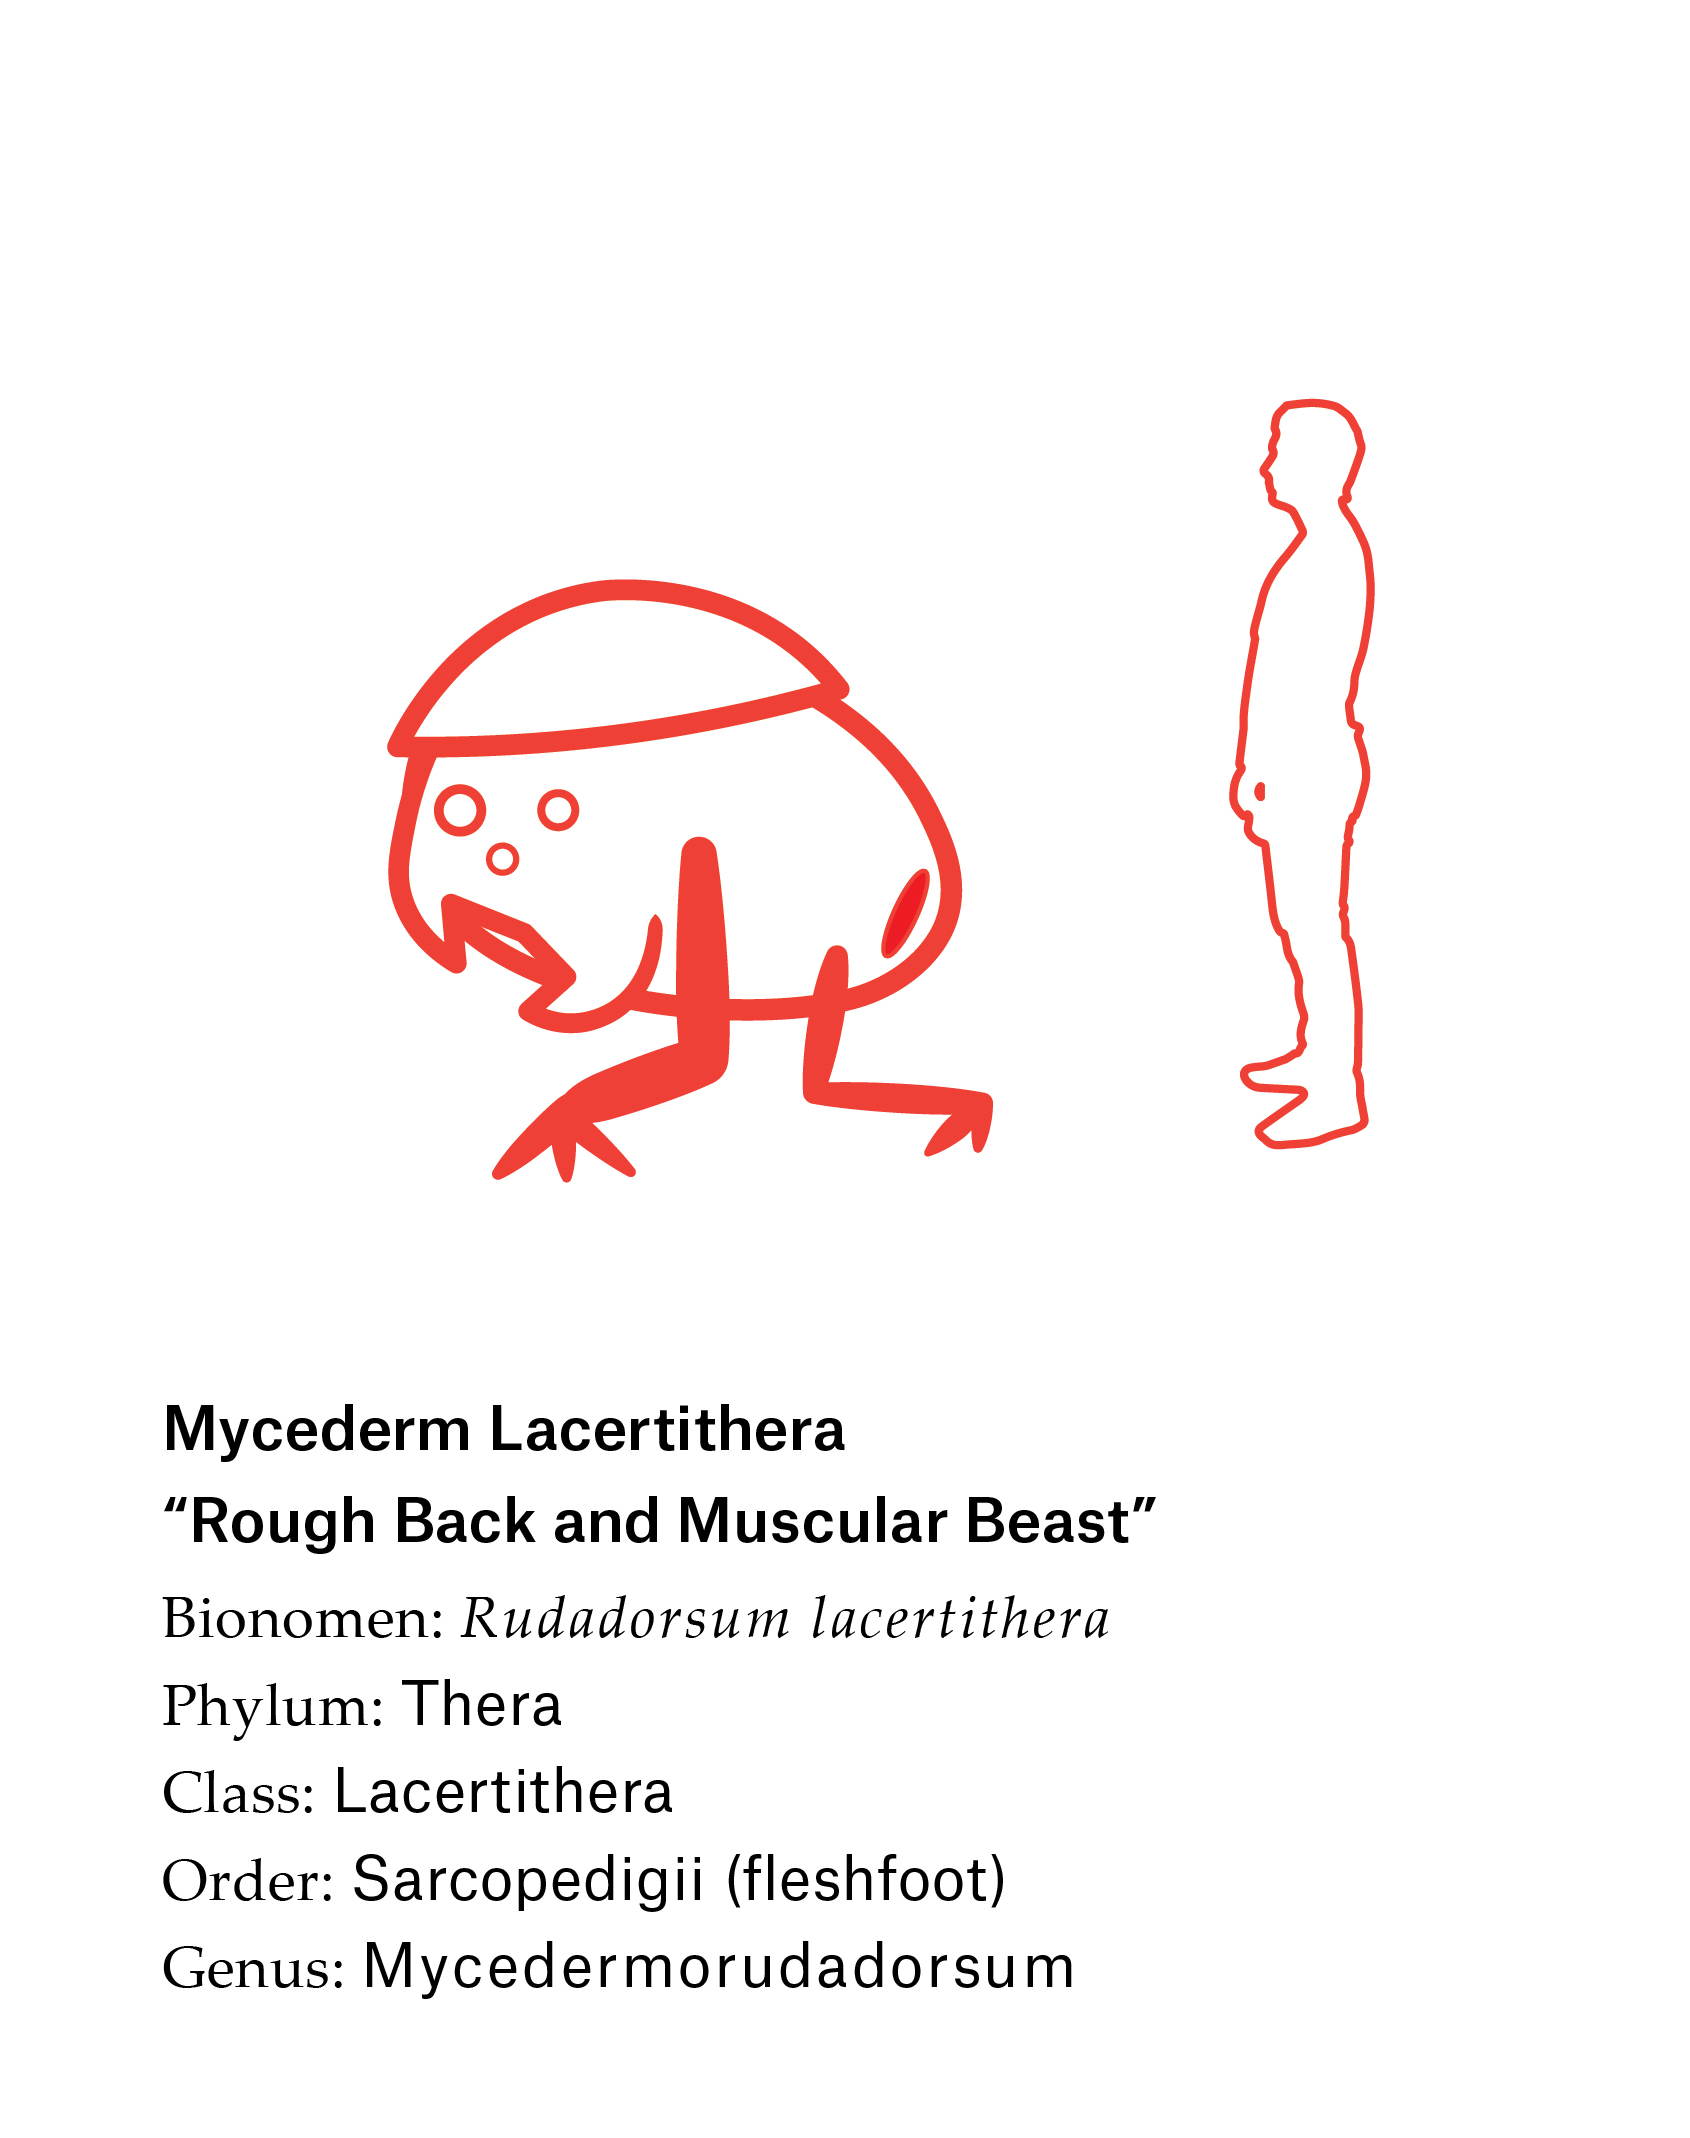 Mycederm Lacertithera
“Rough Back and Muscular Beast”
Bionomen: Rudadorsum lacertithera
Phylum: Thera
Class: Lacertithera
Order: Sarcopedigii (fleshfoot)
Genus: Mycedermorudadorsum